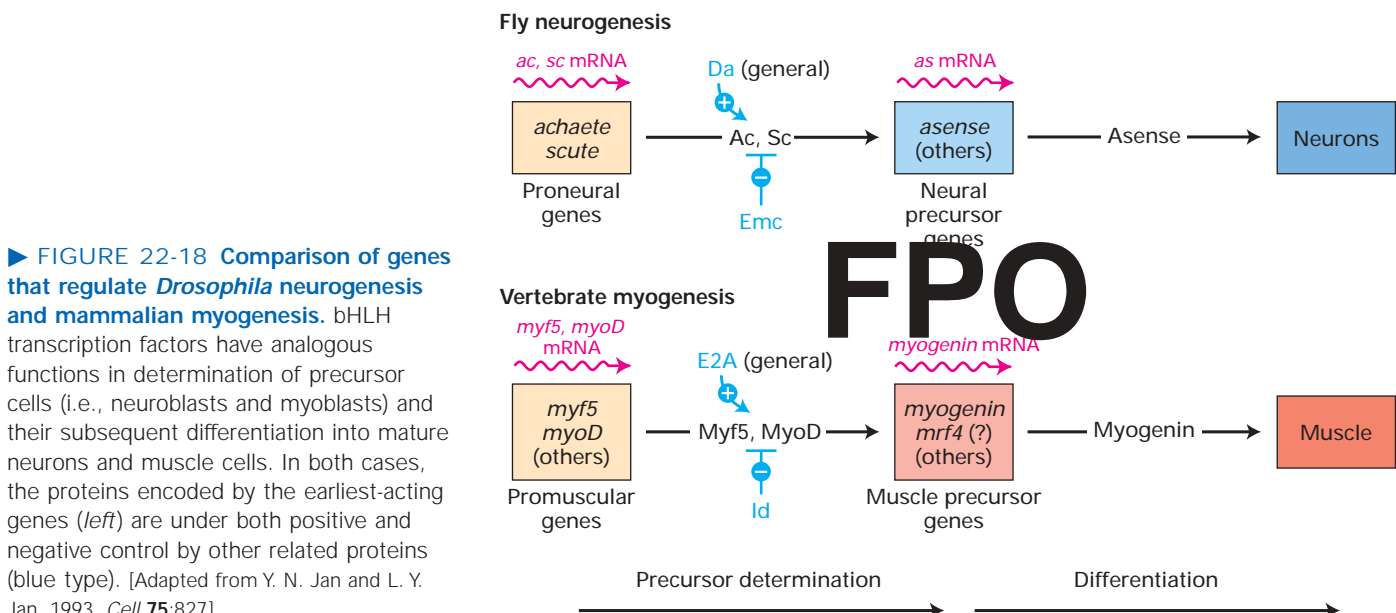 ▶ FIGURE 22-18 Comparison of genes
that regulate Drosophila neurogenesis
and mammalian myogenesis. bHLH
transcription factors have analogous
functions in determination of precursor
cells (i.e., neuroblasts and myoblasts) and
their subsequent differentiation into mature
neurons and muscle cells. In both cases,
the proteins encoded by the earliest-acting
genes (left) are under both positive and
negative control by other related proteins
(blue type). [Adapted from Y. N. Jan and L. Y.
Jan, 1993, Cell 75:827]
Fly neurogenesis
ac, sc mRNA
Da (general)
as mRNA
+
achaete
scute
Ac, Sc
asense
(others)
Asense
Neurons
−
Proneural
genes
Emc
Neural
precursor
genes
FPO
Vertebrate myogenesis
myf5, myoD
mRNA
E2A (general)
myogenin mRNA
+
myf5
myoD
(others)
Myf5, MyoD
myogenin
mrf4 (?)
(others)
Myogenin
Muscle
−
Promuscular
genes
Id
Muscle precursor
genes
Precursor determination
Differentiation